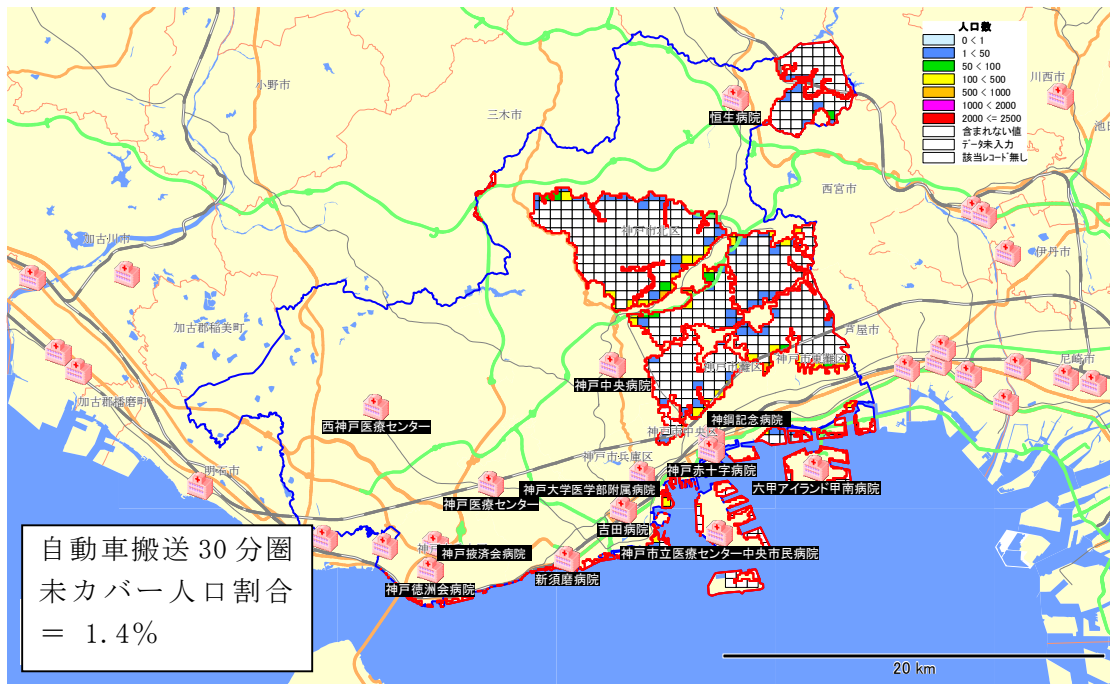 人口数
0 < 1
1 < 50
50 < 100
100 < 500
500 < 1000
1000 < 2000
2000 <= 2500
含まれない値
データ未入力
該当レコード無し
小野市
三木市
川西市
恒生病院
西宮市
加古川市
神戸市北区
伊丹市
加古郡稲美町
芦屋市
神戸市東灘区
尼崎市
神戸市灘区
神戸中央病院
加古郡播磨町
西神戸医療センター
神鋼記念病院
神戸市中央区
神戸市兵庫区
神戸赤十字病院
明石市
神戸大学医学部附属病院
六甲アイランド甲南病院
神戸医療センター
吉田病院
神戸掖済会病院
神戸市立医療センター中央市民病院
新須磨病院
神戸徳洲会病院
自動車搬送 30 分圏
未カバー人口割合
= 1.4%
20 km